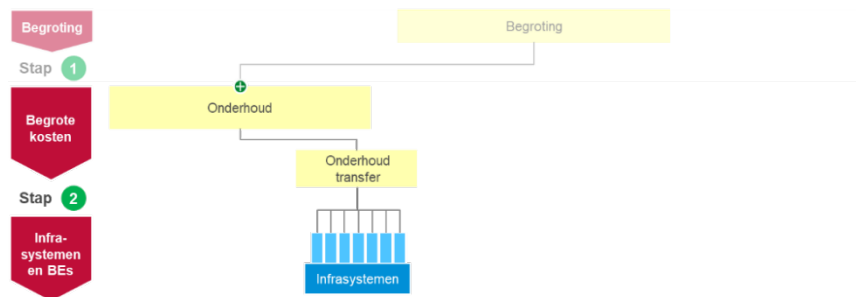 Begroting
Begroting
Stap 1
Begrote
kosten
Onderhoud
Onderhoud
transfer
Stap 2
Infra-
systemen
en BEs
Infrasystemen